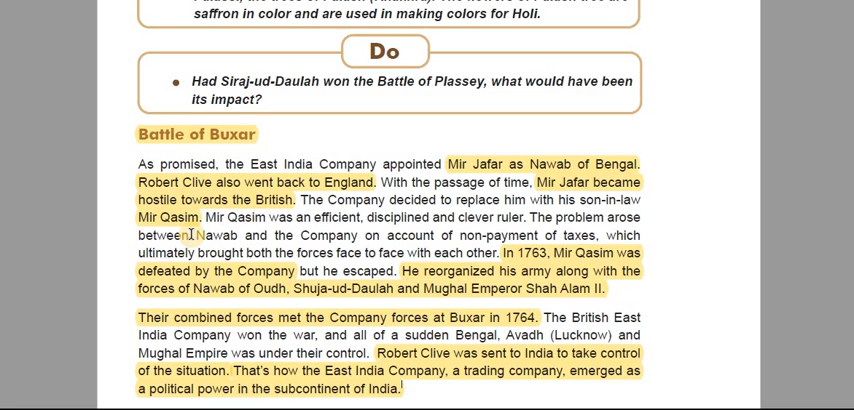 saffron in color and are used in making colors for Holi.
Do
• Had Siraj-ud-Daulah won the Battle of Plassey, what would have been
its impact?
Battle of Buxar
As promised, the East India Company appointed Mir Jafar as Nawab of Bengal.
Robert Clive also went back to England. With the passage of time, Mir Jafar became
hostile towards the British. The Company decided to replace him with his son-in-law
Mir Qasim. Mir Qasim was an efficient, disciplined and clever ruler. The problem arose
between Nawab and the Company on account of non-payment of taxes, which
ultimately brought both the forces face to face with each other. In 1763, Mir Qasim was
defeated by the Company but he escaped. He reorganized his army along with the
forces of Nawab of Oudh, Shuja-ud-Daulah and Mughal Emperor Shah Alam II.
Their combined forces met the Company forces at Buxar in 1764. The British East
India Company won the war, and all of a sudden Bengal, Avadh (Lucknow) and
Mughal Empire was under their control. Robert Clive was sent to India to take control
of the situation. That's how the East India Company, a trading company, emerged as
a political power in the subcontinent of India.